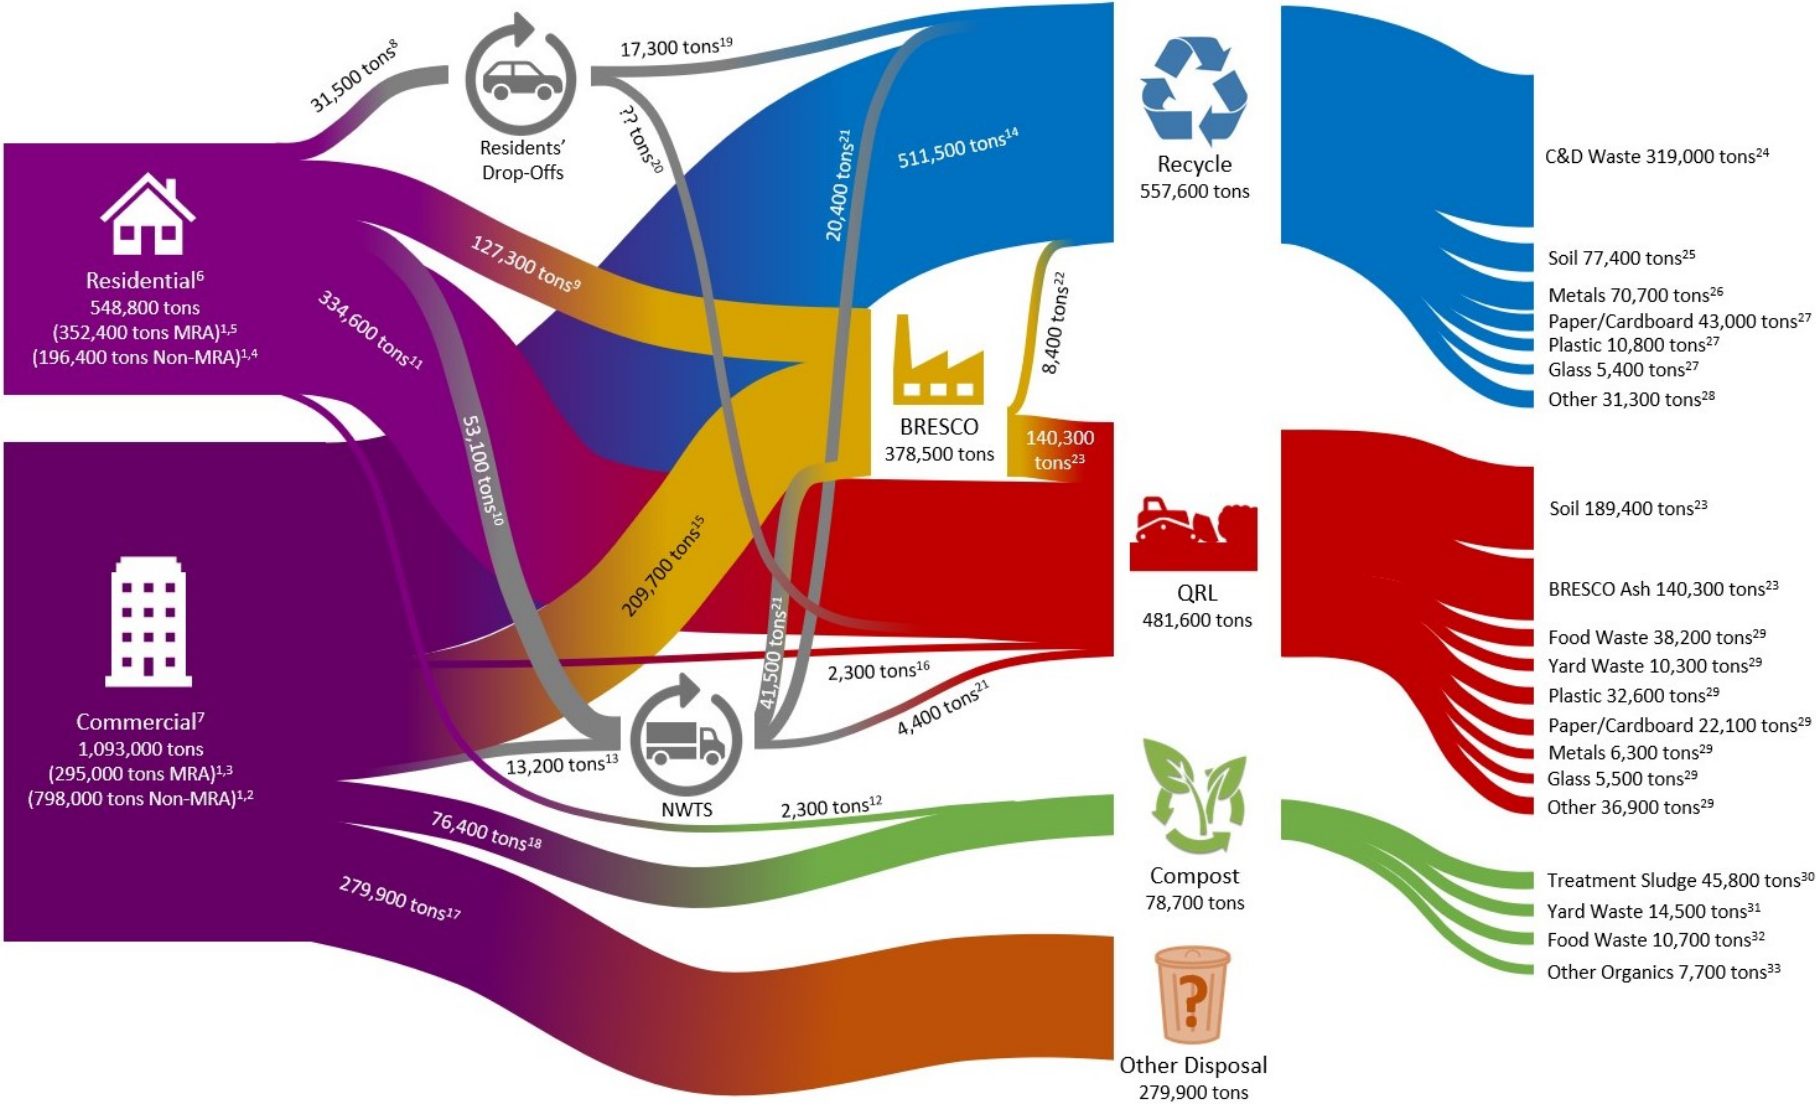 31,500 tons8
17,300 tons19
?? tons20
Residents'
Drop-Offs
Residential6
548,800 tons
(352,400 tons MRA)1,5
(196,400 tons Non-MRA)1,4
127,300 tons9
334,600 tons11
53,100 tons10
20,400 tons21
511,500 tons14
Recycle
557,600 tons
8,400 tons22
BRESCO
378,500 tons
140,300
tons23
209,700 tons15
41,500 tons21
QRL
481,600 tons
2,300 tons16
4,400 tons21
Commercial7
1,093,000 tons
(295,000 tons MRA)1,3
(798,000 tons Non-MRA)1,2
13,200 tons13
NWTS
2,300 tons12
76,400 tons18
279,900 tons17
Compost
78,700 tons
?
Other Disposal
279,900 tons
C&D Waste 319,000 tons24
Soil 77,400 tons25
Metals 70,700 tons26
Paper/Cardboard 43,000 tons27
Plastic 10,800 tons27
Glass 5,400 tons27
Other 31,300 tons28
Soil 189,400 tons23
BRESCO Ash 140,300 tons23
Food Waste 38,200 tons29
Yard Waste 10,300 tons29
Plastic 32,600 tons29
Paper/Cardboard 22,100 tons29
Metals 6,300 tons29
Glass 5,500 tons29
Other 36,900 tons29
Treatment Sludge 45,800 tons30
Yard Waste 14,500 tons31
Food Waste 10,700 tons32
Other Organics 7,700 tons33